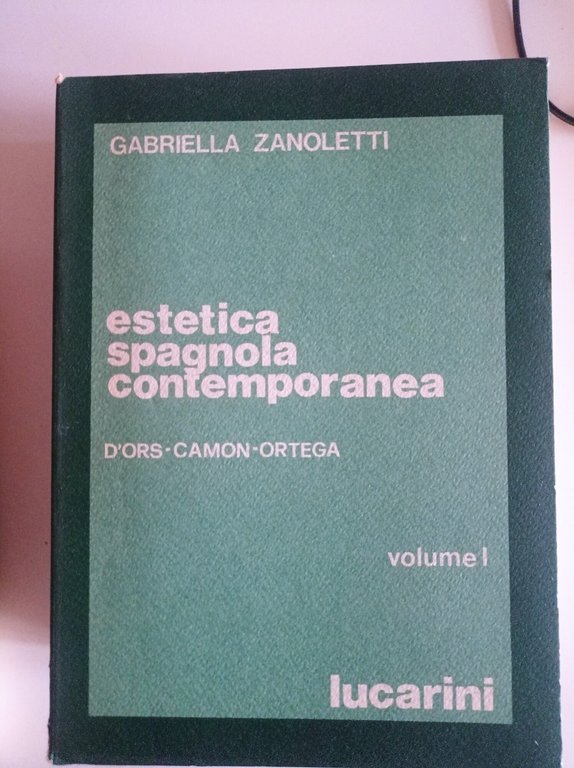 GABRIELLA ZANOLETTI
estetica
spagnola
contemporanea
D'ORS-CAMON-ORTEGA
volume I
lucarini